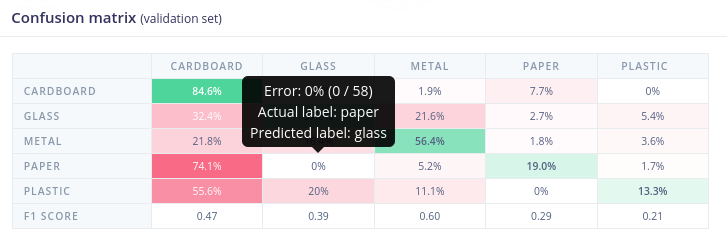 Confusion matrix (validation set)
CARDBOARD GLASS METAL PAPER PLASTIC
CARDBOARD 84.6% 1.9% 7.7% 0%
GLASS 32.4% 21.6% 2.7% 5.4%
METAL 21.8% 56.4% 1.8% 3.6%
PAPER 74.1% 0% 5.2% 19.0% 1.7%
PLASTIC 55.6% 20% 11.1% 0% 13.3%
F1 SCORE 0.47 0.39 0.60 0.29 0.21
Error: 0% (0 / 58)
Actual label: paper
Predicted label: glass